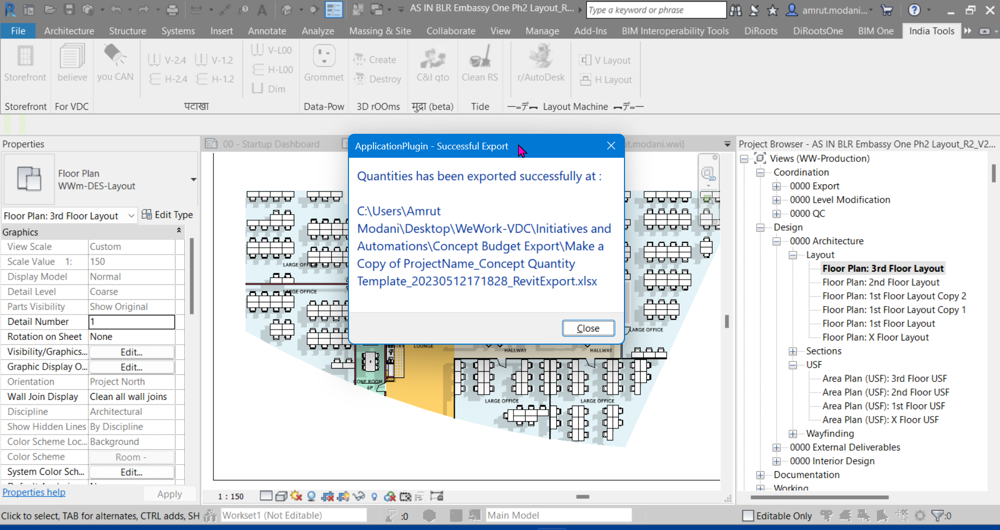 AS IN BLR Embassy One Ph2 Layout_R...
Type a keyword or phrase
amrut.modani...
File
Architecture
Structure
Systems
Insert
Annotate
Analyze
Massing & Site
Collaborate
View
Manage
Add-Ins
BIM Interoperability Tools
DiRoots
DiRootsOne
BIM One
India Tools
Storefront
believe
you CAN
V-2.4
V-1.2
H-2.4
H-1.2
V-L00
H-L00
Dim
Grommet
Create
Destroy
C&I qto
Clean RS
r/AutoDesk
V Layout
H Layout
Storefront
For VDC
पटाखा
Data-Pow
3D rOOms
मुद्रा (beta)
Tide
Layout Machine
Properties
Floor Plan
WWm-DES-Layout
Floor Plan: 3rd Floor Layout
Edit Type
Graphics
View Scale
Custom
Scale Value 1:
150
Display Model
Normal
Detail Level
Coarse
Parts Visibility
Show Original
Detail Number
1
Rotation on Sheet
None
Visibility/Graphics...
Edit...
Graphic Display O...
Edit...
Orientation
Project North
Wall Join Display
Clean all wall joins
Discipline
Architectural
Show Hidden Lines
By Discipline
Color Scheme Loc...
Background
Color Scheme
Room -
System Color Sch...
Edit...
Properties help
Apply
00 - Startup Dashboard
ut.modani.wwi}
ApplicationPlugin - Successful Export
Quantities has been exported successfully at :
C:\Users\Amrut
Modani\Desktop\WeWork-VDC\Initiatives and
Automations\Concept Budget Export\Make a
Copy of ProjectName_Concept Quantity
Template_20230512171828_RevitExport.xlsx
Close
2D
LARGE OFFI
GE OFFICE
LARGE OFFICE
LOUNGE
HALLWAY
HALLWAY
CONF ROOM
6P
LARGE OFFICE
LARGE OFFICE
1 : 150
Project Browser - AS IN BLR Embassy One Ph2 Layout_R2_V2...
Views (WW-Production)
Coordination
0000 Export
0000 Level Modification
0000 QC
Design
0000 Architecture
Layout
Floor Plan: 3rd Floor Layout
Floor Plan: 2nd Floor Layout
Floor Plan: 1st Floor Layout Copy 2
Floor Plan: 1st Floor Layout Copy 1
Floor Plan: 1st Floor Layout
Floor Plan: X Floor Layout
Sections
USF
Area Plan (USF): 3rd Floor USF
Area Plan (USF): 2nd Floor USF
Area Plan (USF): 1st Floor USF
Area Plan (USF): X Floor USF
Wayfinding
0000 External Deliverables
0000 Interior Design
Documentation
Working
Click to select, TAB for alternates, CTRL adds, SH
Workset1 (Not Editable)
:0
Main Model
Editable Only
:0